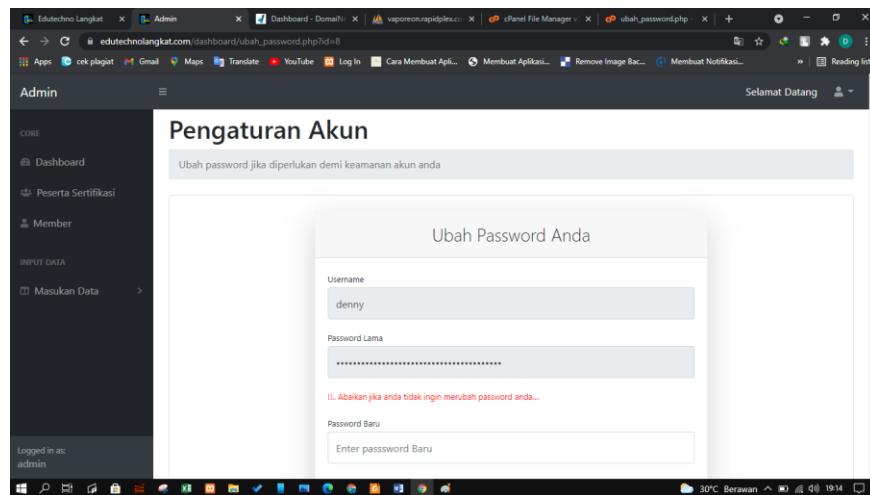 Edutechno Langkat
Admin
Dashboard - DomaiN
vaporeon.rapidplex.co
cPanel File Manager v
ubah_password.php -
edutechnolangkat.com/dashboard/ubah_password.php?id=8
Apps
cek plagiat
Gmail
Maps
Translate
YouTube
Log In
Cara Membuat Apli...
Membuat Aplikasi...
Remove Image Bac...
Membuat Notifikasi...
»
Reading list
Admin
Selamat Datang
CORE
Dashboard
Peserta Sertifikasi
Member
INPUT DATA
Masukan Data
Logged in as:
admin
Pengaturan Akun
Ubah password jika diperlukan demi keamanan akun anda
Ubah Password Anda
Username
denny
Password Lama
!!.. Abaikan jika anda tidak ingin merubah password anda...
Password Baru
Enter passsword Baru
30°C Berawan
19:14